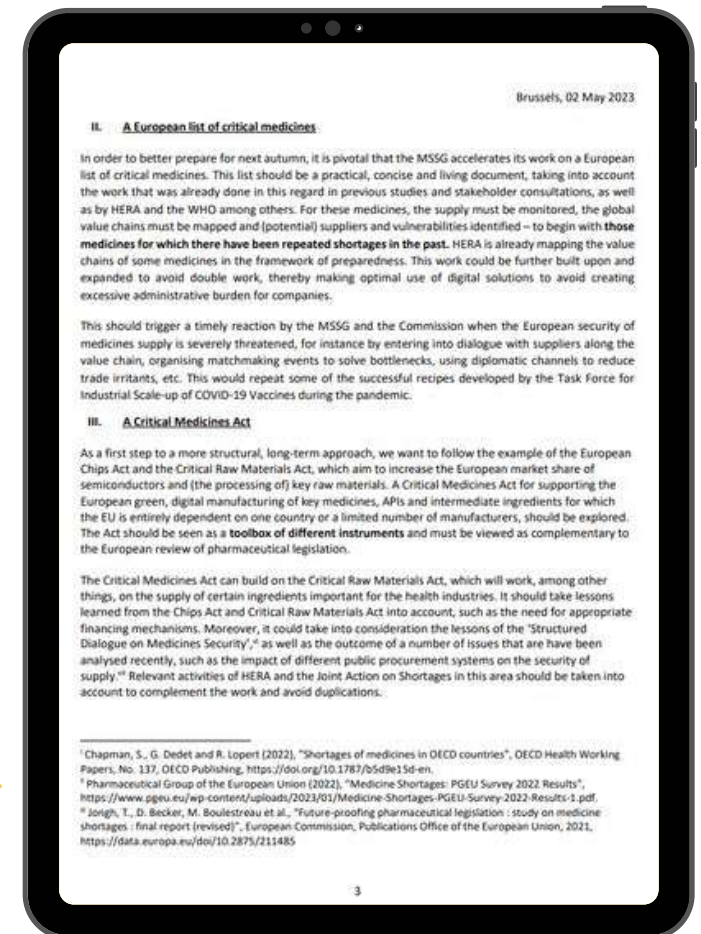 Brussels, 02 May 2023
II. A European list of critical medicines
In order to better prepare for next autumn, it is pivotal that the MSSG accelerates its work on a European
list of critical medicines. This list should be a practical, concise and living document, taking into account
the work that was already done in this regard in previous studies and stakeholder consultations, as well
as by HERA and the WHO among others. For these medicines, the supply must be monitored, the global
value chains must be mapped and (potential) suppliers and vulnerabilities identified – to begin with those
medicines for which there have been repeated shortages in the past. HERA is already mapping the value
chains of some medicines in the framework of preparedness. This work could be further built upon and
expanded to avoid double work, thereby making optimal use of digital solutions to avoid creating
excessive administrative burden for companies.
This should trigger a timely reaction by the MSSG and the Commission when the European security of
medicines supply is severely threatened, for instance by entering into dialogue with suppliers along the
value chain, organising matchmaking events to solve bottlenecks, using diplomatic channels to reduce
trade irritants, etc. This would repeat some of the successful recipes developed by the Task Force for
Industrial Scale-up of COVID-19 Vaccines during the pandemic.
III. A Critical Medicines Act
As a first step to a more structural, long-term approach, we want to follow the example of the European
Chips Act and the Critical Raw Materials Act, which aim to increase the European market share of
semiconductors and (the processing of) key raw materials. A Critical Medicines Act for supporting the
European green, digital manufacturing of key medicines, APIs and intermediate ingredients for which
the EU is entirely dependent on one country or a limited number of manufacturers, should be explored.
The Act should be seen as a toolbox of different instruments and must be viewed as complementary to
the European review of pharmaceutical legislation.
The Critical Medicines Act can build on the Critical Raw Materials Act, which will work, among other
things, on the supply of certain ingredients important for the health industries. It should take lessons
learned from the Chips Act and Critical Raw Materials Act into account, such as the need for appropriate
financing mechanisms. Moreover, it could take into consideration the lessons of the 'Structured
Dialogue on Medicines Security', as well as the outcome of a number of issues that have been
analysed recently, such as the impact of different public procurement systems on the security of
supply. Relevant activities of HERA and the Joint Action on Shortages in this area should be taken into
account to complement the work and avoid duplications.
Chapman, S., G. Dedet and R. Lopert (2022), "Shortages of medicines in OECD countries", OECD Health Working
Papers, No. 137, OECD Publishing, https://doi.org/10.1787/b5d9e15d-en.
Pharmaceutical Group of the European Union (2022), "Medicine Shortages: PGEU Survey 2022 Results",
https://www.pgeu.eu/wp-content/uploads/2023/01/Medicine-Shortages-PGEU-Survey-2022-Results-1.pdf.
Jongh, T., D. Becker, M. Boulestreau et al., "Future-proofing pharmaceutical legislation : study on medicine
shortages : final report (revised)", European Commission, Publications Office of the European Union, 2021,
https://data.europa.eu/doi/10.2875/211485
3